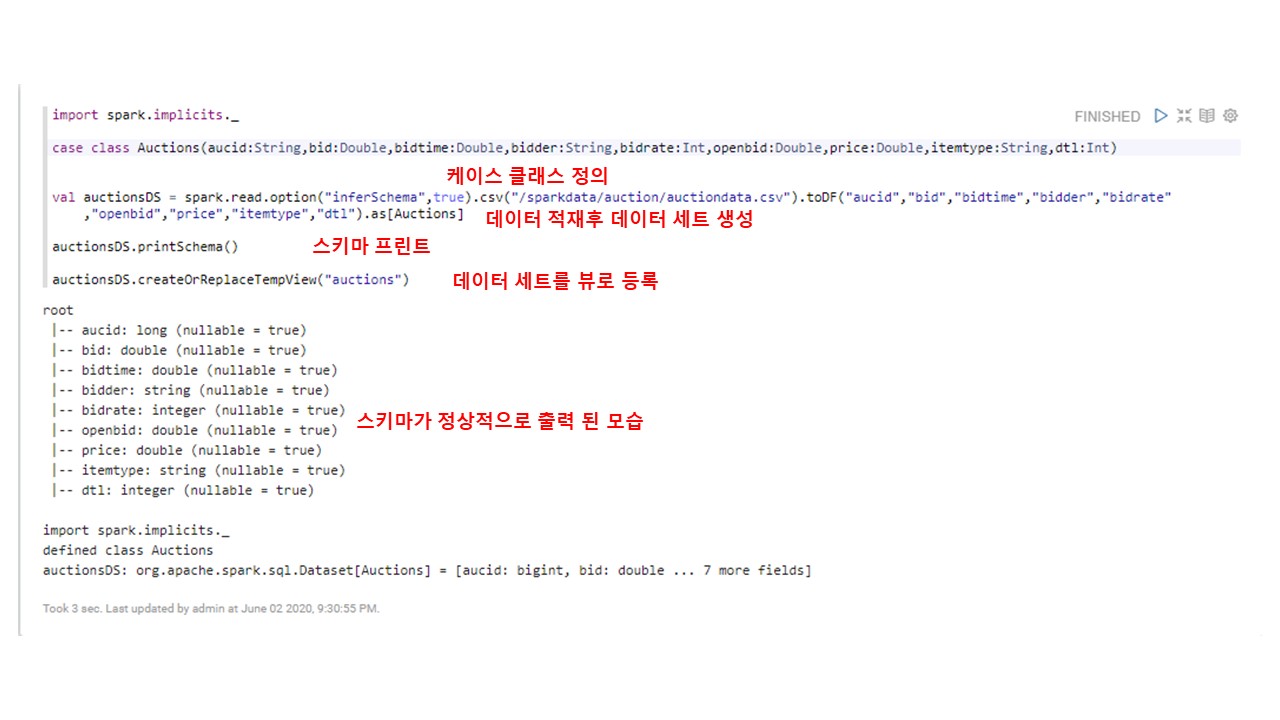 import spark.implicits._
FINISHED
case class Auctions(aucid:String,bid:Double,bidtime:Double,bidder:String,bidrate:Int,openbid:Double,price:Double,itemtype:String,dtl:Int)
케이스 클래스 정의
val auctionsDS = spark.read.option("inferSchema",true).csv("/sparkdata/auction/auctiondata.csv").toDF("aucid","bid","bidtime","bidder","bidrate"
,"openbid","price","itemtype","dtl").as[Auctions]
데이터 적재후 데이터 세트 생성
auctionsDS.printSchema()
스키마 프린트
auctionsDS.createOrReplaceTempView("auctions")
데이터 세트를 뷰로 등록
root
|-- aucid: long (nullable = true)
|-- bid: double (nullable = true)
|-- bidtime: double (nullable = true)
|-- bidder: string (nullable = true)
|-- bidrate: integer (nullable = true)
스키마가 정상적으로 출력 된 모습
|-- openbid: double (nullable = true)
|-- price: double (nullable = true)
|-- itemtype: string (nullable = true)
|-- dtl: integer (nullable = true)
import spark.implicits._
defined class Auctions
auctionsDS: org.apache.spark.sql.Dataset[Auctions] = [aucid: bigint, bid: double ... 7 more fields]
Took 3 sec. Last updated by admin at June 02 2020, 9:30:55 PM.